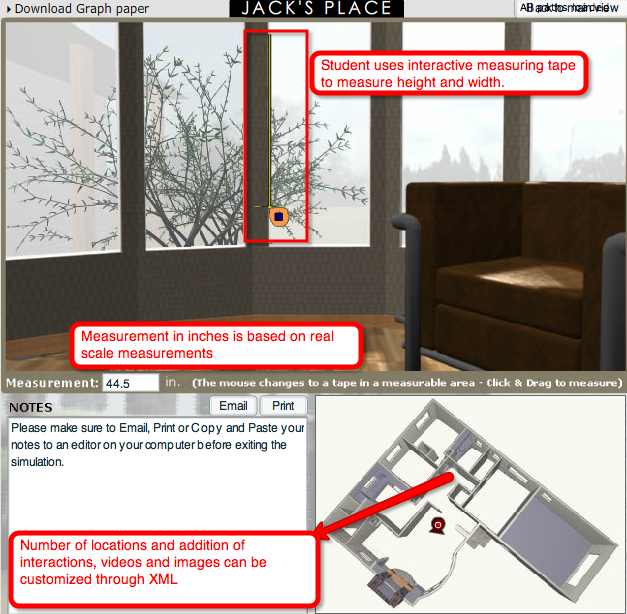 Download Graph paper
JACK'S PLACE
Back to main view
Student uses interactive measuring tape
to measure height and width.
Measurement in inches is based on real
scale measurements
Measurement: 44.5 in. (The mouse changes to a tape in a measurable area - Click & Drag to measure)
NOTES
Email
Print
Please make sure to Email, Print or Copy and Paste your
notes to an editor on your computer before exiting the
simulation.
Number of locations and addition of
interactions, videos and images can be
customized through XML